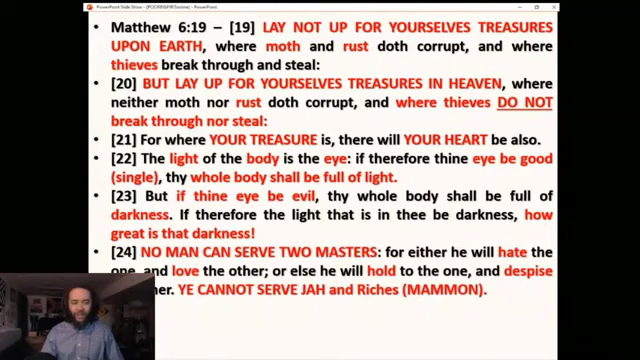 PowerPoint Slide Show - [POORINSPIRITonline]
Matthew 6:19 – [19] LAY NOT UP FOR YOURSELVES TREASURES
UPON EARTH, where moth and rust doth corrupt, and where
thieves break through and steal:
[20] BUT LAY UP FOR YOURSELVES TREASURES IN HEAVEN, where
neither moth nor rust doth corrupt, and where thieves DO NOT
break through nor steal:
[21] For where YOUR TREASURE is, there will YOUR HEART be also.
[22] The light of the body is the eye: if therefore thine eye be good
(single), thy whole body shall be full of light.
[23] But if thine eye be evil, thy whole body shall be full of
darkness. If therefore the light that is in thee be darkness, how
great is that darkness!
[24] NO MAN CAN SERVE TWO MASTERS: for either he will hate the
one, and love the other; or else he will hold to the one, and despise
YE CANNOT SERVE JAH and Riches (MAMMON).